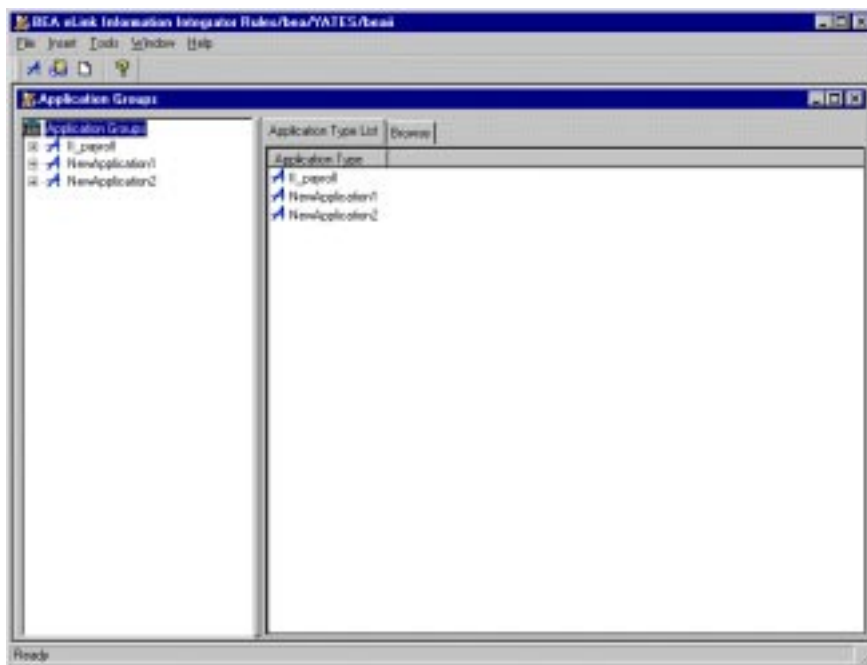 BEA eLink Information Integrator Rules/bea/YATES/beaii
File Insert Tools Window Help
Application Groups
Application Groups
II_payroll
NewApplication1
NewApplication2
Application Type List Browse
Application Type
II_payroll
NewApplication1
NewApplication2
Ready